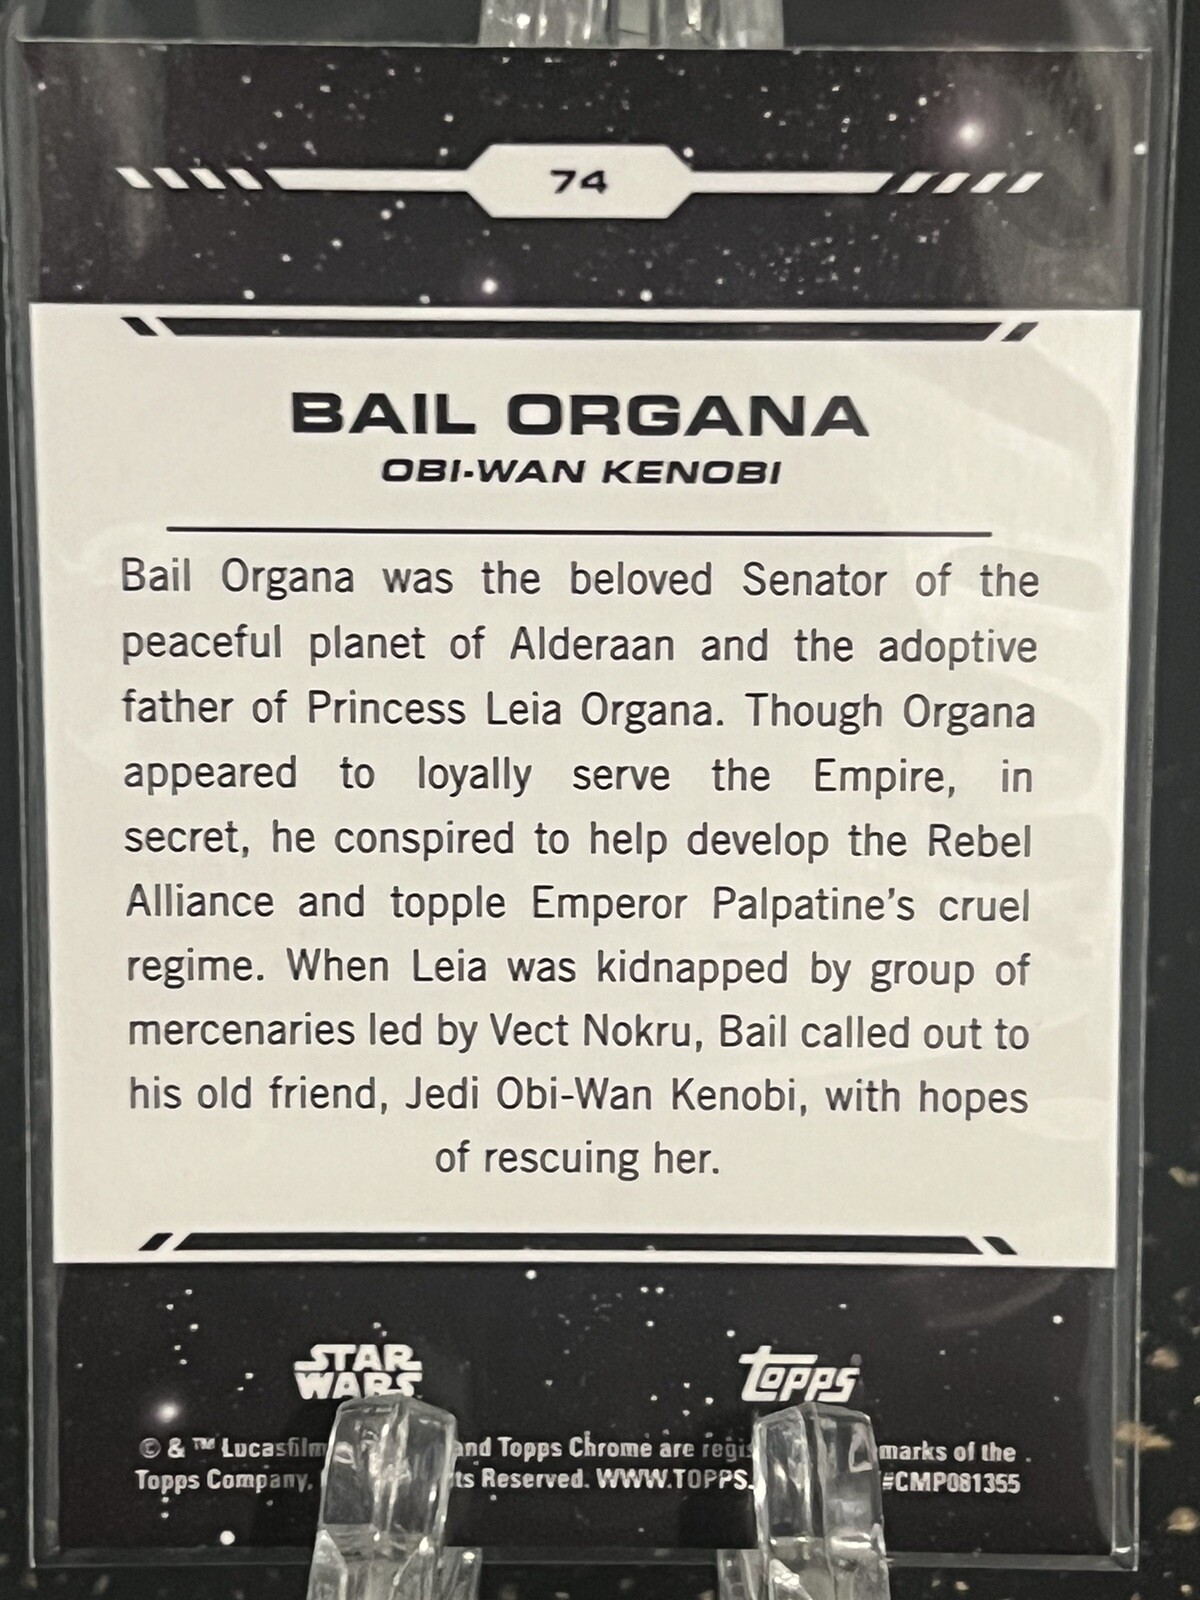 74
BAIL ORGANA
OBI-WAN KENOBI
Bail Organa was the beloved Senator of the
peaceful planet of Alderaan and the adoptive
father of Princess Leia Organa. Though Organa
appeared to loyally serve the Empire, in
secret, he conspired to help develop the Rebel
Alliance and topple Emperor Palpatine's cruel
regime. When Leia was kidnapped by group of
mercenaries led by Vect Nokru, Bail called out to
his old friend, Jedi Obi-Wan Kenobi, with hopes
of rescuing her.
STAR WARS
topps
© & ™ Lucasfilm and Topps Chrome are marks of the
Topps Company, Reserved. WWW.TOPPS. #CMP081355